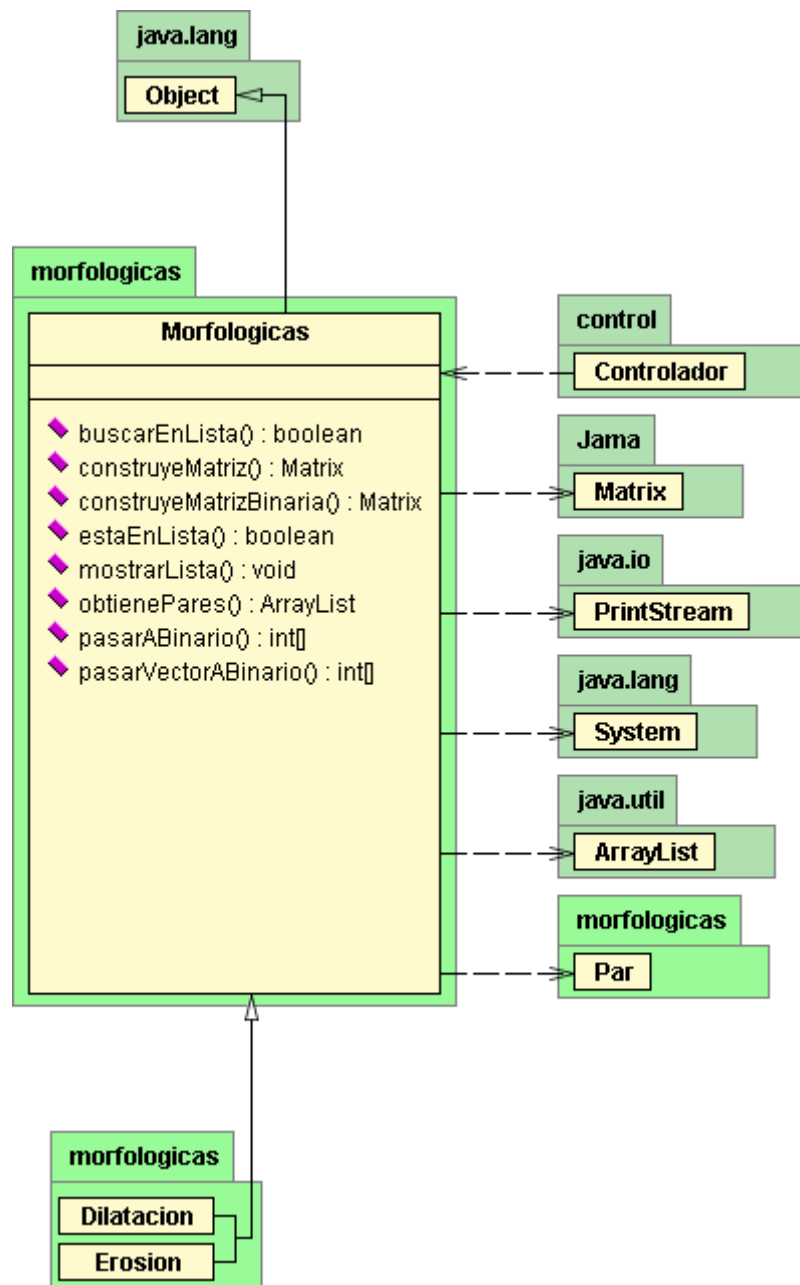 java.lang
Object
morfologicas
Morfologicas
buscarEnLista() : boolean
construyeMatriz() : Matrix
construyeMatrizBinaria() : Matrix
estaEnLista() : boolean
mostrarLista() : void
obtienePares() : ArrayList
pasarABinario() : int[]
pasarVectorABinario() : int[]
control
Controlador
Jama
Matrix
java.io
PrintStream
java.lang
System
java.util
ArrayList
morfologicas
Par
morfologicas
Dilatacion
Erosion